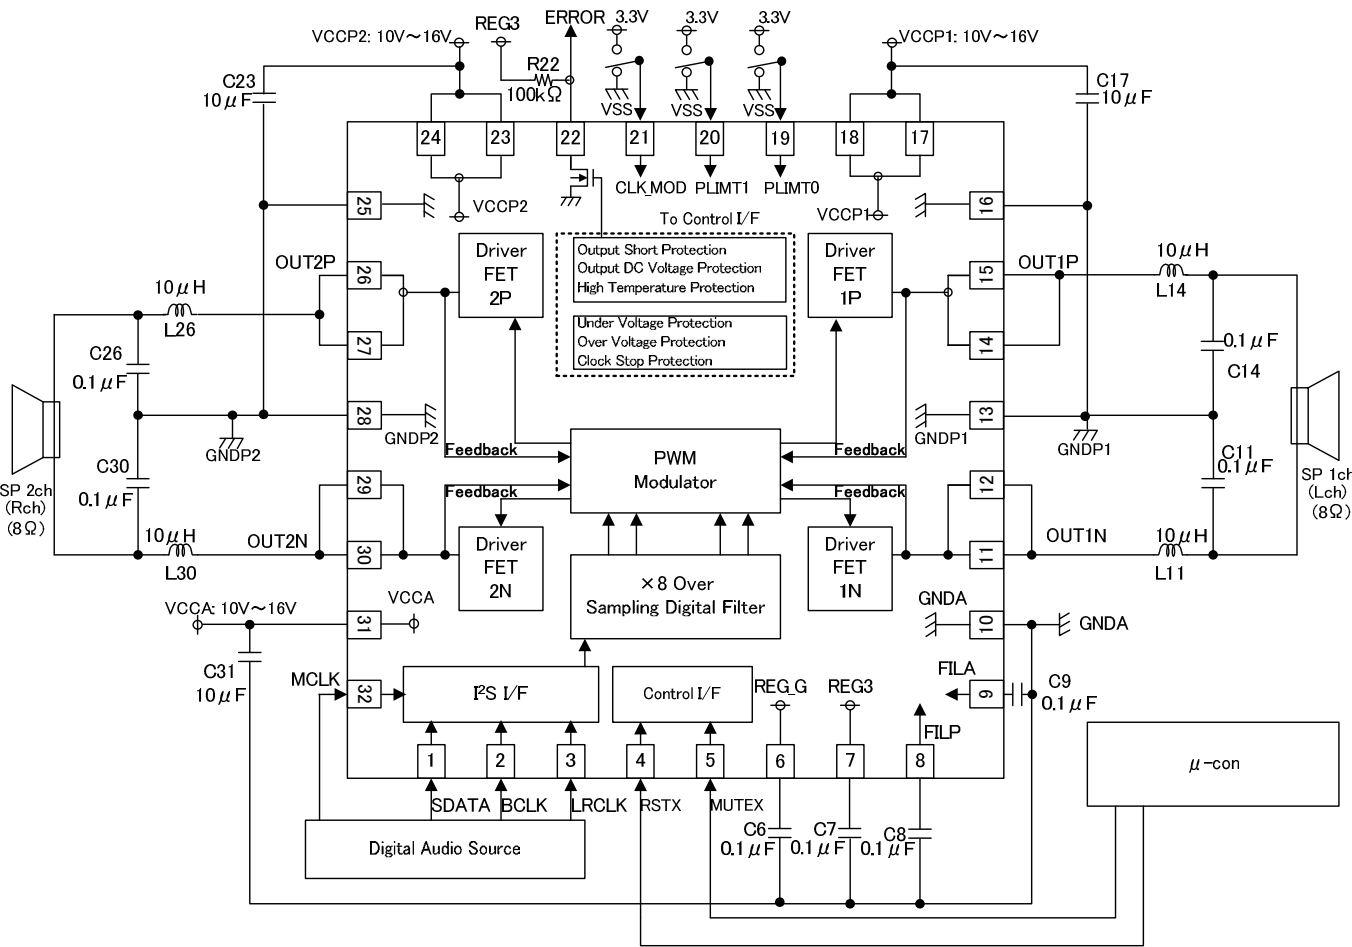 ERROR
3.3V
3.3V
3.3V
REG3
VCCP2: 10V～16V
VCCP1: 10V～16V
R22
100kΩ
C23
10μF
C17
10μF
VSS
VSS
VSS
24
23
22
21
20
19
18
17
CLK_MOD
PLIMT1
PLIMT0
VCCP2
VCCP1
To Control I/F
25
16
OUT2P
26
Driver
FET
2P
Output Short Protection
Output DC Voltage Protection
High Temperature Protection
Driver
FET
1P
15
OUT1P
10μH
L14
10μH
L26
Under Voltage Protection
Over Voltage Protection
Clock Stop Protection
27
14
C26
0.1μF
0.1μF
C14
28
GNDP2
GNDP1
13
GNDP2
GNDP1
Feedback
PWM
Modulator
Feedback
C30
0.1μF
C11
0.1μF
SP 2ch
(Rch)
(8Ω)
SP 1ch
(Lch)
(8Ω)
29
Feedback
Feedback
12
10μH
L30
OUT2N
30
Driver
FET
2N
Driver
FET
1N
11
OUT1N
10μH
L11
×8 Over
Sampling Digital Filter
VCCA: 10V～16V
31
VCCA
GNDA
10
GNDA
C31
10μF
MCLK
32
I²S I/F
Control I/F
REG_G
REG3
FILA
9
C9
0.1μF
FILP
1
2
3
4
5
6
7
8
μ-con
SDATA
BCLK
LRCLK
RSTX
MUTEX
C6
0.1μF
C7
0.1μF
C8
0.1μF
Digital Audio Source